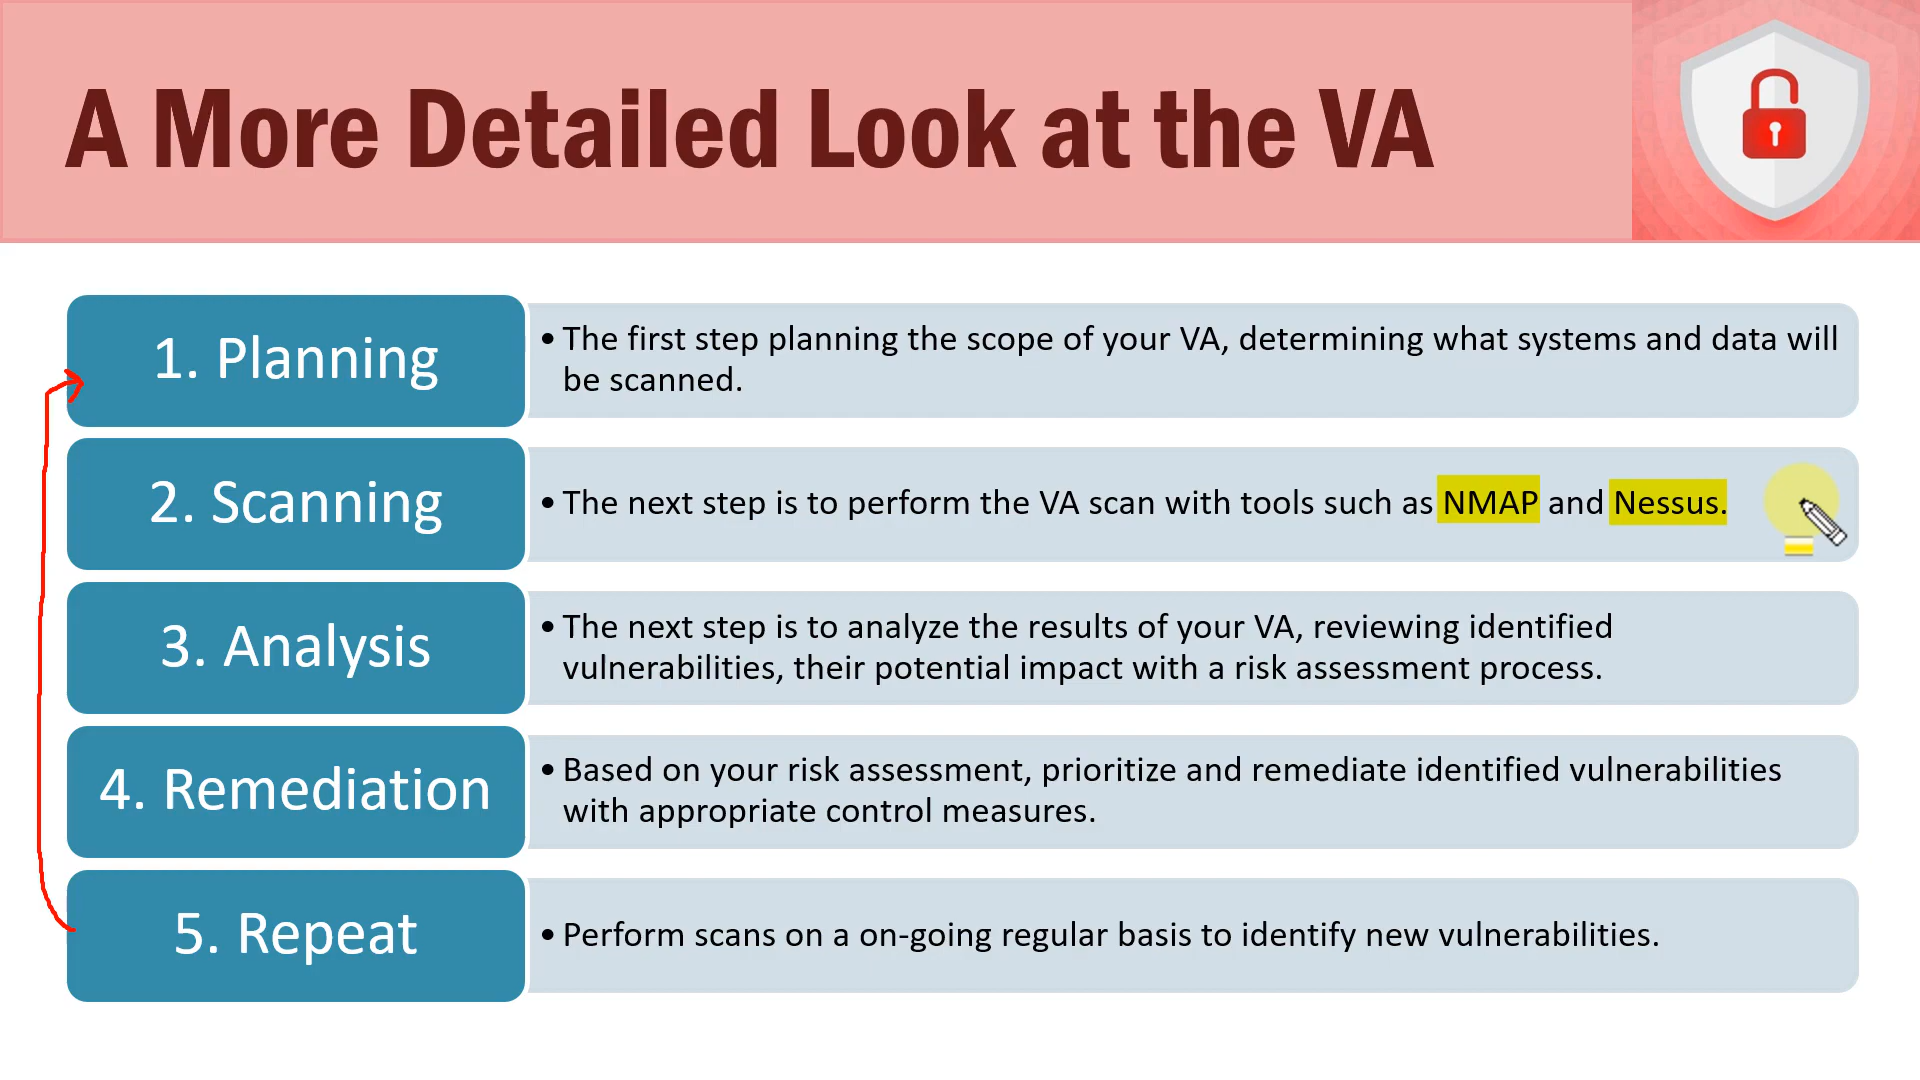 A More Detailed Look at the VA
1. Planning
• The first step planning the scope of your VA, determining what systems and data will
be scanned.
2. Scanning
• The next step is to perform the VA scan with tools such as NMAP and Nessus.
3. Analysis
• The next step is to analyze the results of your VA, reviewing identified
vulnerabilities, their potential impact with a risk assessment process.
4. Remediation
• Based on your risk assessment, prioritize and remediate identified vulnerabilities
with appropriate control measures.
5. Repeat
• Perform scans on a on-going regular basis to identify new vulnerabilities.